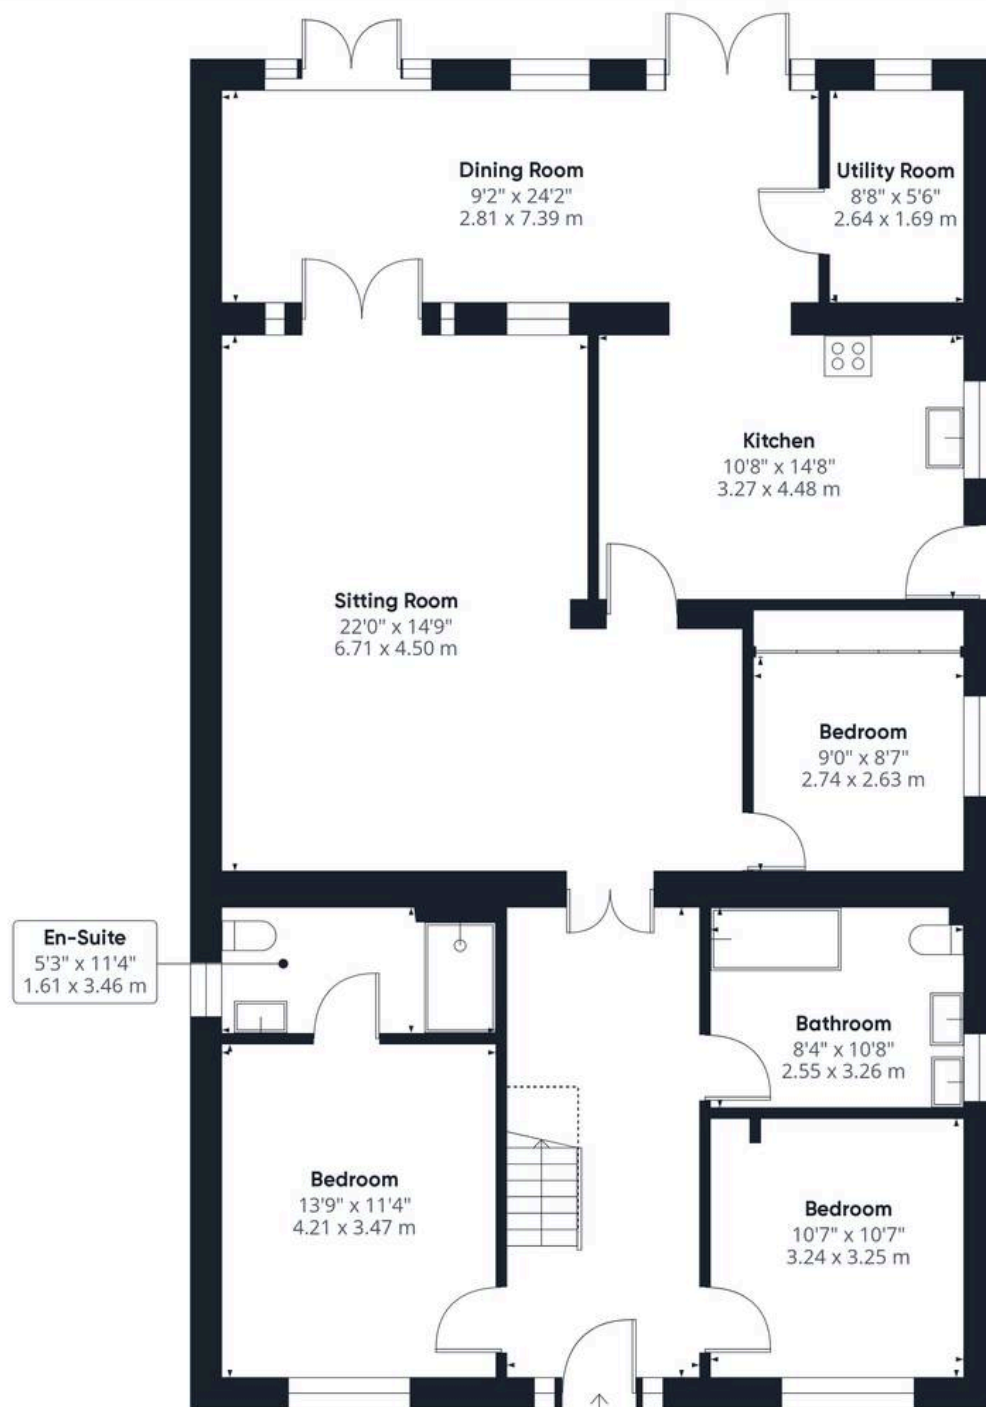 Dining Room
9'2" x 24'2"
2.81 x 7.39 m
Utility Room
8'8" x 5'6"
2.64 x 1.69 m
Kitchen
10'8" x 14'8"
3.27 x 4.48 m
Sitting Room
22'0" x 14'9"
6.71 x 4.50 m
Bedroom
9'0" x 8'7"
2.74 x 2.63 m
En-Suite
5'3" x 11'4"
1.61 x 3.46 m
Bathroom
8'4" x 10'8"
2.55 x 3.26 m
Bedroom
13'9" x 11'4"
4.21 x 3.47 m
Bedroom
10'7" x 10'7"
3.24 x 3.25 m